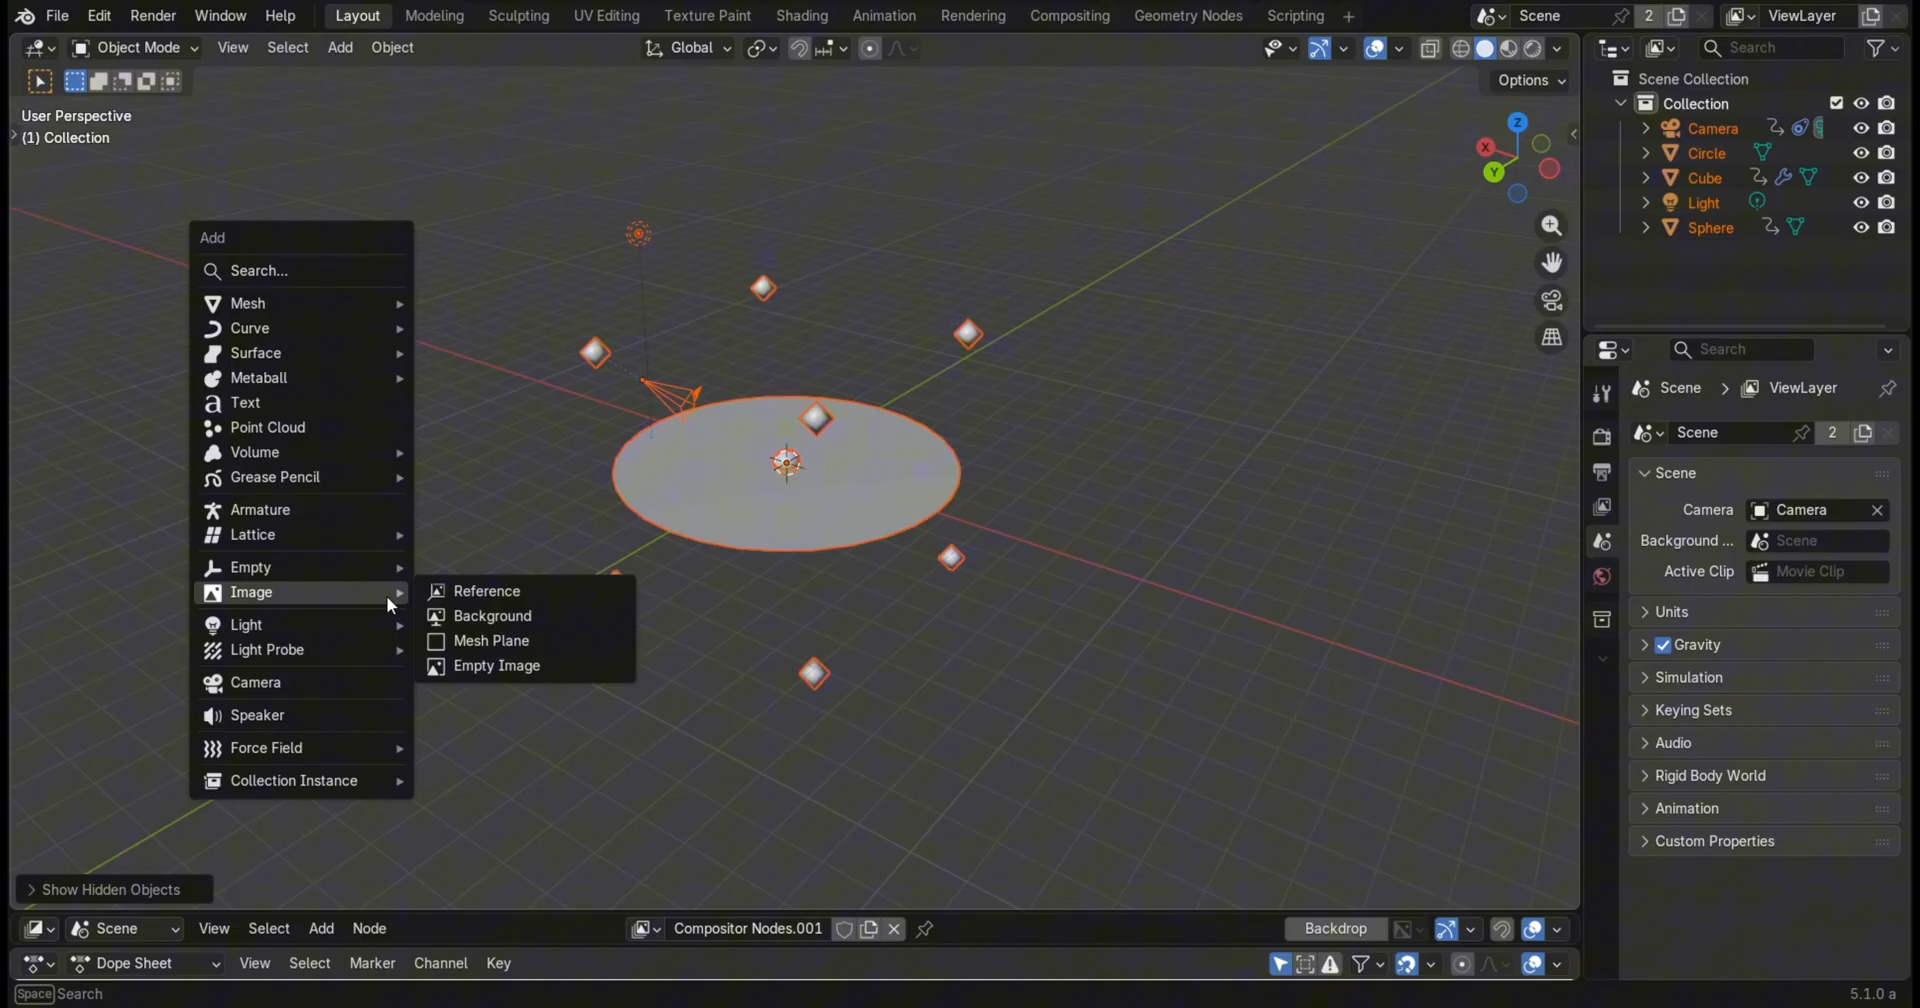 File Edit Render Window Help Layout Modeling Sculpting UV Editing Texture Paint Shading Animation Rendering Compositing Geometry Nodes Scripting + Scene 2 ViewLayer
Object Mode View Select Add Object Global Search
Options
User Perspective
(1) Collection
Z
X
Y
Add
Search...
Mesh
Curve
Surface
Metaball
Text
Point Cloud
Volume
Grease Pencil
Armature
Lattice
Empty
Image
Light
Light Probe
Camera
Speaker
Force Field
Collection Instance
Reference
Background
Mesh Plane
Empty Image
Show Hidden Objects
Scene Collection
Collection
Camera
Circle
Cube
Light
Sphere
Search
Scene > ViewLayer
Scene 2
Scene
Camera Camera
Background ... Scene
Active Clip Movie Clip
Units
Gravity
Simulation
Keying Sets
Audio
Rigid Body World
Animation
Custom Properties
Scene View Select Add Node Compositor Nodes.001 Backdrop
Dope Sheet View Select Marker Channel Key
Space Search 5.1.0 a